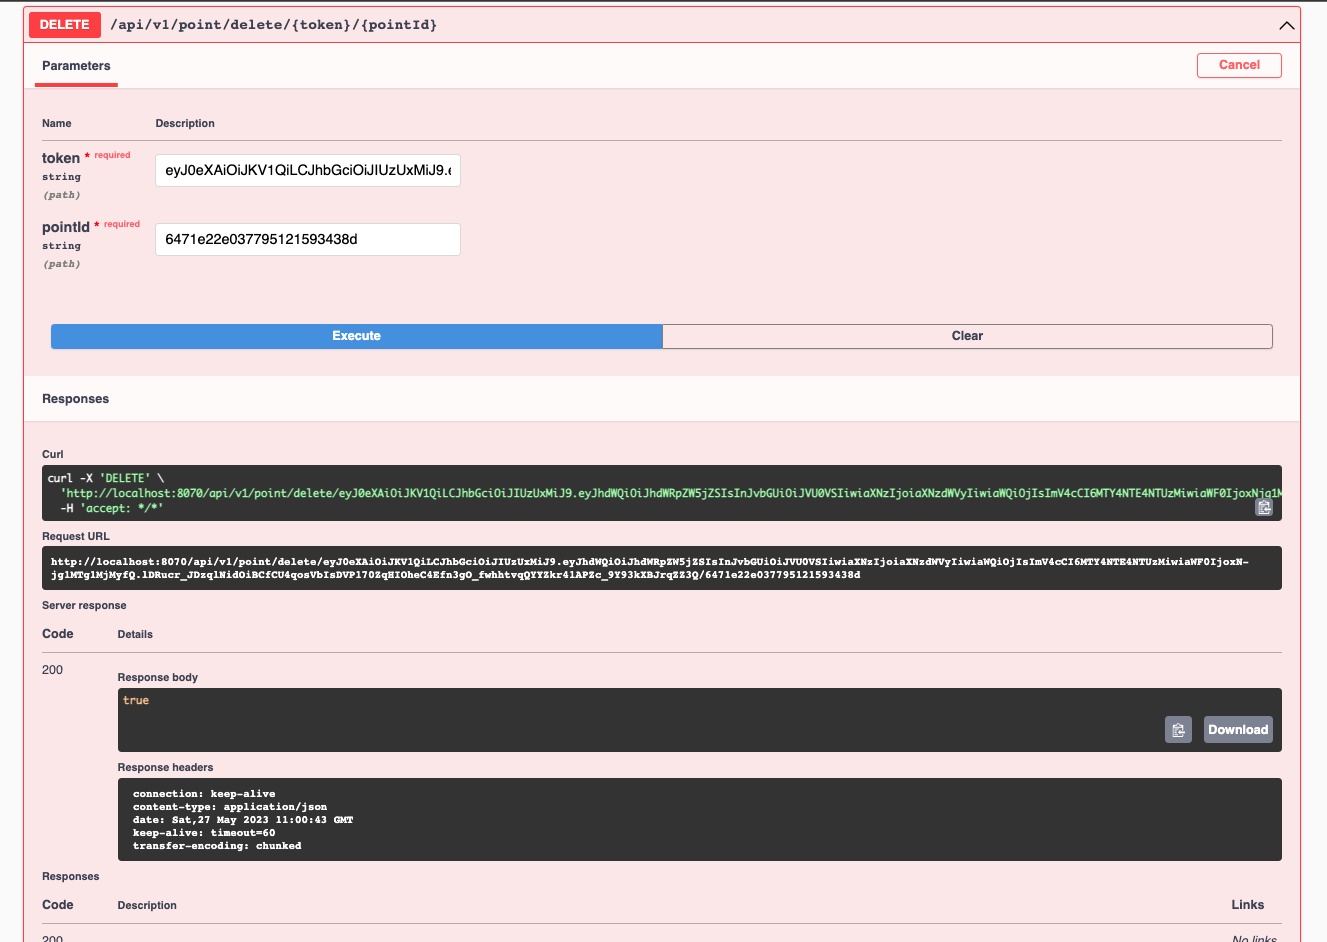 DELETE /api/v1/point/delete/{token}/{pointId}
Parameters
Cancel
Name Description
token * required
string
(path)
eyJ0eXAiOiJKV1QiLCJhbGciOiJIUzUxMiJ9.e
pointId * required
string
(path)
6471e22e037795121593438d
Execute
Clear
Responses
Curl
curl -X 'DELETE' \
'http://localhost:8070/api/v1/point/delete/eyJ0eXAiOiJKV1QiLCJhbGciOiJIUzUxMiJ9.eyJhdWQiOiJhdWRpZW5jZSIsInJvbGUiOiJVU0VSIiwiaXNzIjoiaXNzdWVyIiwiaWQiOjIsImV4cCI6MTY4NTE4NTUzMiwiaWF0IjoxNjg1M
-H 'accept: */*'
Request URL
http://localhost:8070/api/v1/point/delete/eyJ0eXAiOiJKV1QiLCJhbGciOiJIUzUxMiJ9.eyJhdWQiOiJhdWRpZW5jZSIsInJvbGUiOiJVU0VSIiwiaXNzIjoiaXNzdWVyIiwiaWQiOjIsImV4cCI6MTY4NTE4NTUzMiwiaWF0IjoxN-
jg1MTg1MjMyfQ.lDRucr_JDzqlNidOiBCfCU4qosVbIsDVP170ZqHIOheC4Efn3gO_fwhhtvqQYYZkr41APZc_9Y93kXBJrqZZ3Q/6471e22e037795121593438d
Server response
Code Details
200
Response body
true
Download
Response headers
connection: keep-alive
content-type: application/json
date: Sat,27 May 2023 11:00:43 GMT
keep-alive: timeout=60
transfer-encoding: chunked
Responses
Code Description Links
200 No links